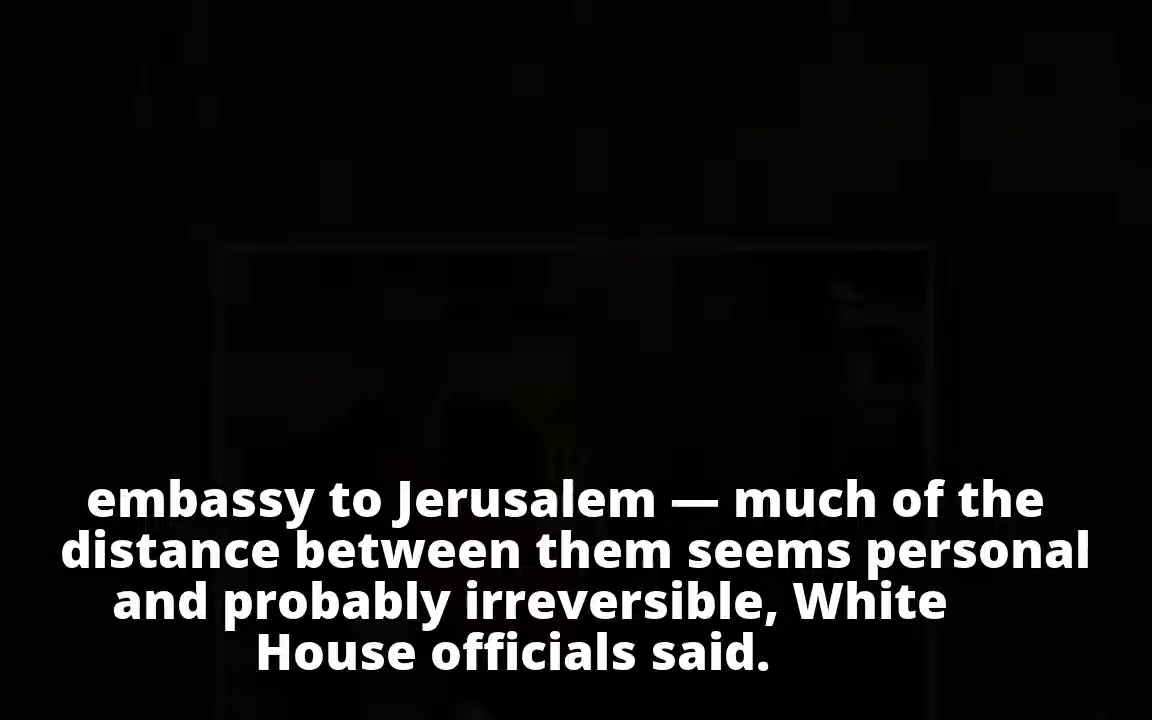 embassy to Jerusalem — much of the
distance between them seems personal
and probably irreversible, White
House officials said.